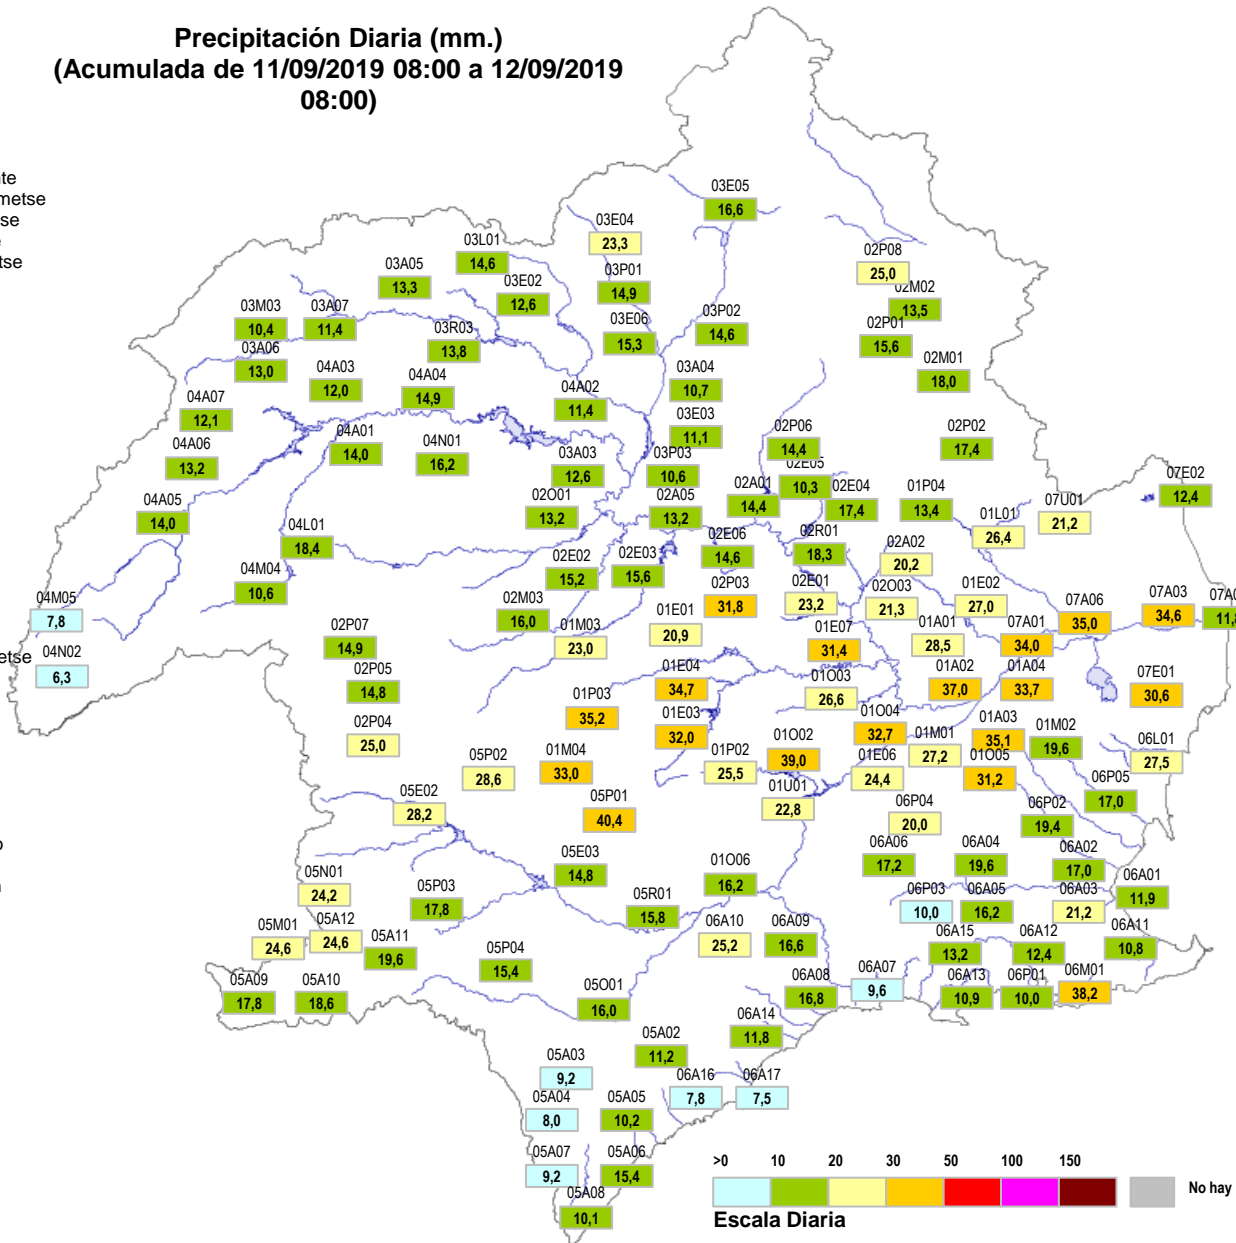 Precipitación Diaria (mm.)
(Acumulada de 11/09/2019 08:00 a 12/09/2019
08:00)
03E05
16,6
03E04
23,3
03L01
14,6
02P08
25,0
03A05
13,3
03E02
12,6
03P01
14,9
02M02
13,5
03M03
10,4
03A07
11,4
03R03
13,8
03E06
15,3
03P02
14,6
02P01
15,6
03A06
13,0
04A03
12,0
04A04
14,9
04A02
11,4
03A04
10,7
02M01
18,0
04A07
12,1
04A01
14,0
04N01
16,2
03E03
11,1
02P06
14,4
02P02
17,4
04A06
13,2
03A03
12,6
03P03
10,6
02E05
10,3
07E02
12,4
04A05
14,0
02O01
13,2
02A05
13,2
02A01
14,4
02E04
17,4
01P04
13,4
01L01
26,4
07U01
21,2
04L01
18,4
02E06
14,6
02R01
18,3
02A02
20,2
04M04
10,6
02E02
15,2
02E03
15,6
02P03
31,8
02E01
23,2
02O03
21,3
01E02
27,0
04M05
7,8
02M03
16,0
01E01
20,9
07A06
35,0
07A03
34,6
04N02
6,3
02P07
14,9
01M03
23,0
01E07
31,4
01A01
28,5
07A01
34,0
02P05
14,8
01E04
34,7
01O03
26,6
01A02
37,0
01A04
33,7
07E01
30,6
02P04
25,0
01P03
35,2
01E03
32,0
01O04
32,7
01M01
27,2
01A03
35,1
01M02
19,6
06L01
27,5
05P02
28,6
01M04
33,0
01P02
25,5
01O02
39,0
01E06
24,4
01O05
31,2
05E02
28,2
05P01
40,4
01U01
22,8
06P04
20,0
06P02
19,4
06P05
17,0
05E03
14,8
01O06
16,2
06A06
17,2
06A04
19,6
06A02
17,0
05N01
24,2
05P03
17,8
05R01
15,8
06P03
10,0
06A05
16,2
06A03
21,2
06A01
11,9
05M01
24,6
05A12
24,6
05A11
19,6
05P04
15,4
06A10
25,2
06A09
16,6
06A15
13,2
06A12
12,4
06A11
10,8
05A09
17,8
05A10
18,6
05O01
16,0
06A08
16,8
06A07
9,6
06A13
10,9
06P01
10,0
06M01
38,2
05A02
11,2
06A14
11,8
05A03
9,2
06A16
7,8
06A17
7,5
05A04
8,0
05A05
10,2
05A07
9,2
05A06
15,4
05A08
10,1
>0 10 20 30 50 100 150
No hay
Escala Diaria